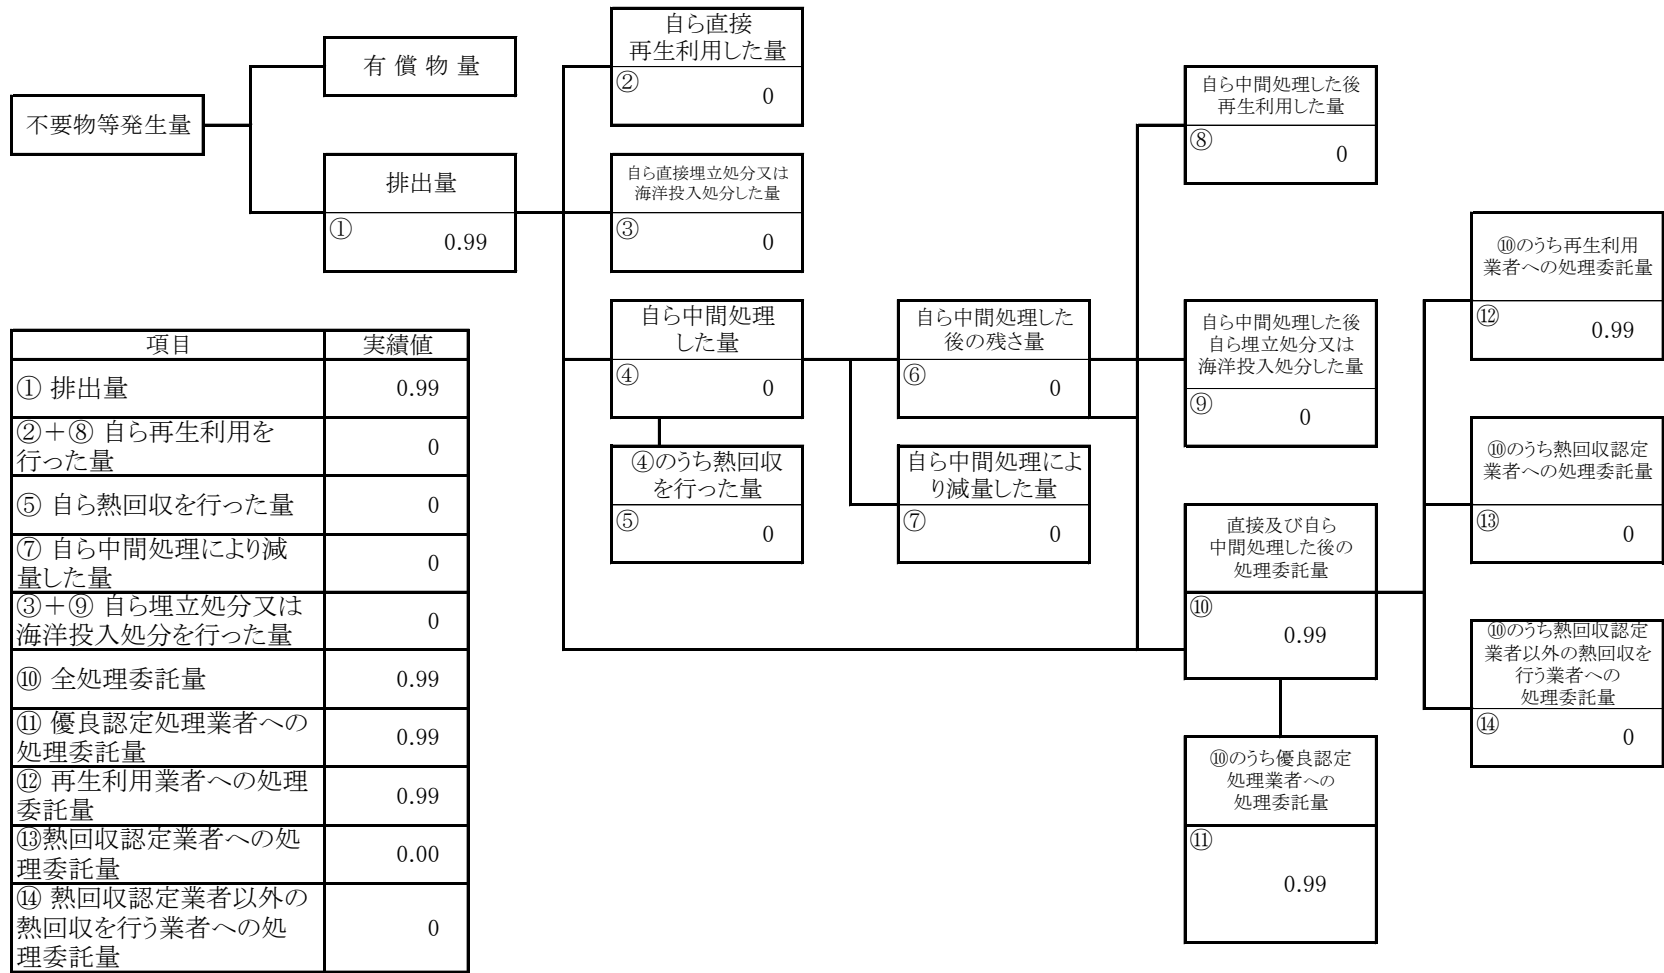 不要物等発生量
有 償 物 量
排出量
①
0.99
自ら直接
再生利用した量
②
0
自ら直接埋立処分又は
海洋投入処分した量
③
0
自ら中間処理
した量
④
0
④のうち熱回収
を行った量
⑤
0
自ら中間処理した
後の残さ量
⑥
0
自ら中間処理によ
り減量した量
⑦
0
自ら中間処理した後
再生利用した量
⑧
0
自ら中間処理した後
自ら埋立処分又は
海洋投入処分した量
⑨
0
直接及び自ら
中間処理した後の
処理委託量
⑩
0.99
⑩のうち優良認定
処理業者への
処理委託量
⑪
0.99
⑩のうち再生利用
業者への処理委託量
⑫
0.99
⑩のうち熱回収認定
業者への処理委託量
⑬
0
⑩のうち熱回収認定
業者以外の熱回収を
行う業者への
処理委託量
⑭
0
項目 実績値
① 排出量 0.99
②＋⑧ 自ら再生利用を
行った量 0
⑤ 自ら熱回収を行った量 0
⑦ 自ら中間処理により減
量した量 0
③＋⑨ 自ら埋立処分又は
海洋投入処分を行った量 0
⑩ 全処理委託量 0.99
⑪ 優良認定処理業者への
処理委託量 0.99
⑫ 再生利用業者への処理
委託量 0.99
⑬熱回収認定業者への処
理委託量 0.00
⑭ 熱回収認定業者以外の
熱回収を行う業者への処
理委託量 0